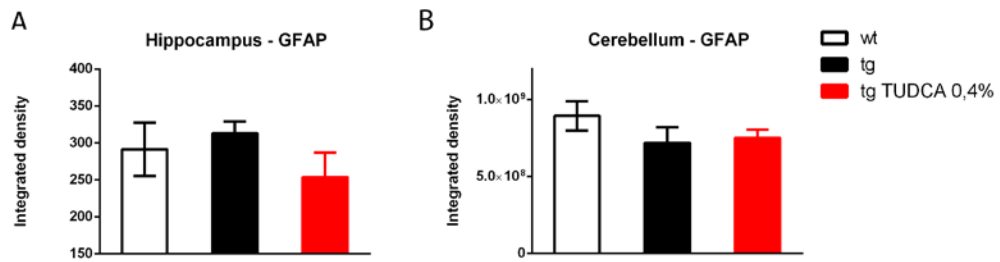 A
Hippocampus - GFAP
Integrated density
400
350
300
250
200
150
B
Cerebellum - GFAP
Integrated density
1.0×10⁹
5.0×10⁸
0
wt
tg
tg TUDCA 0,4%